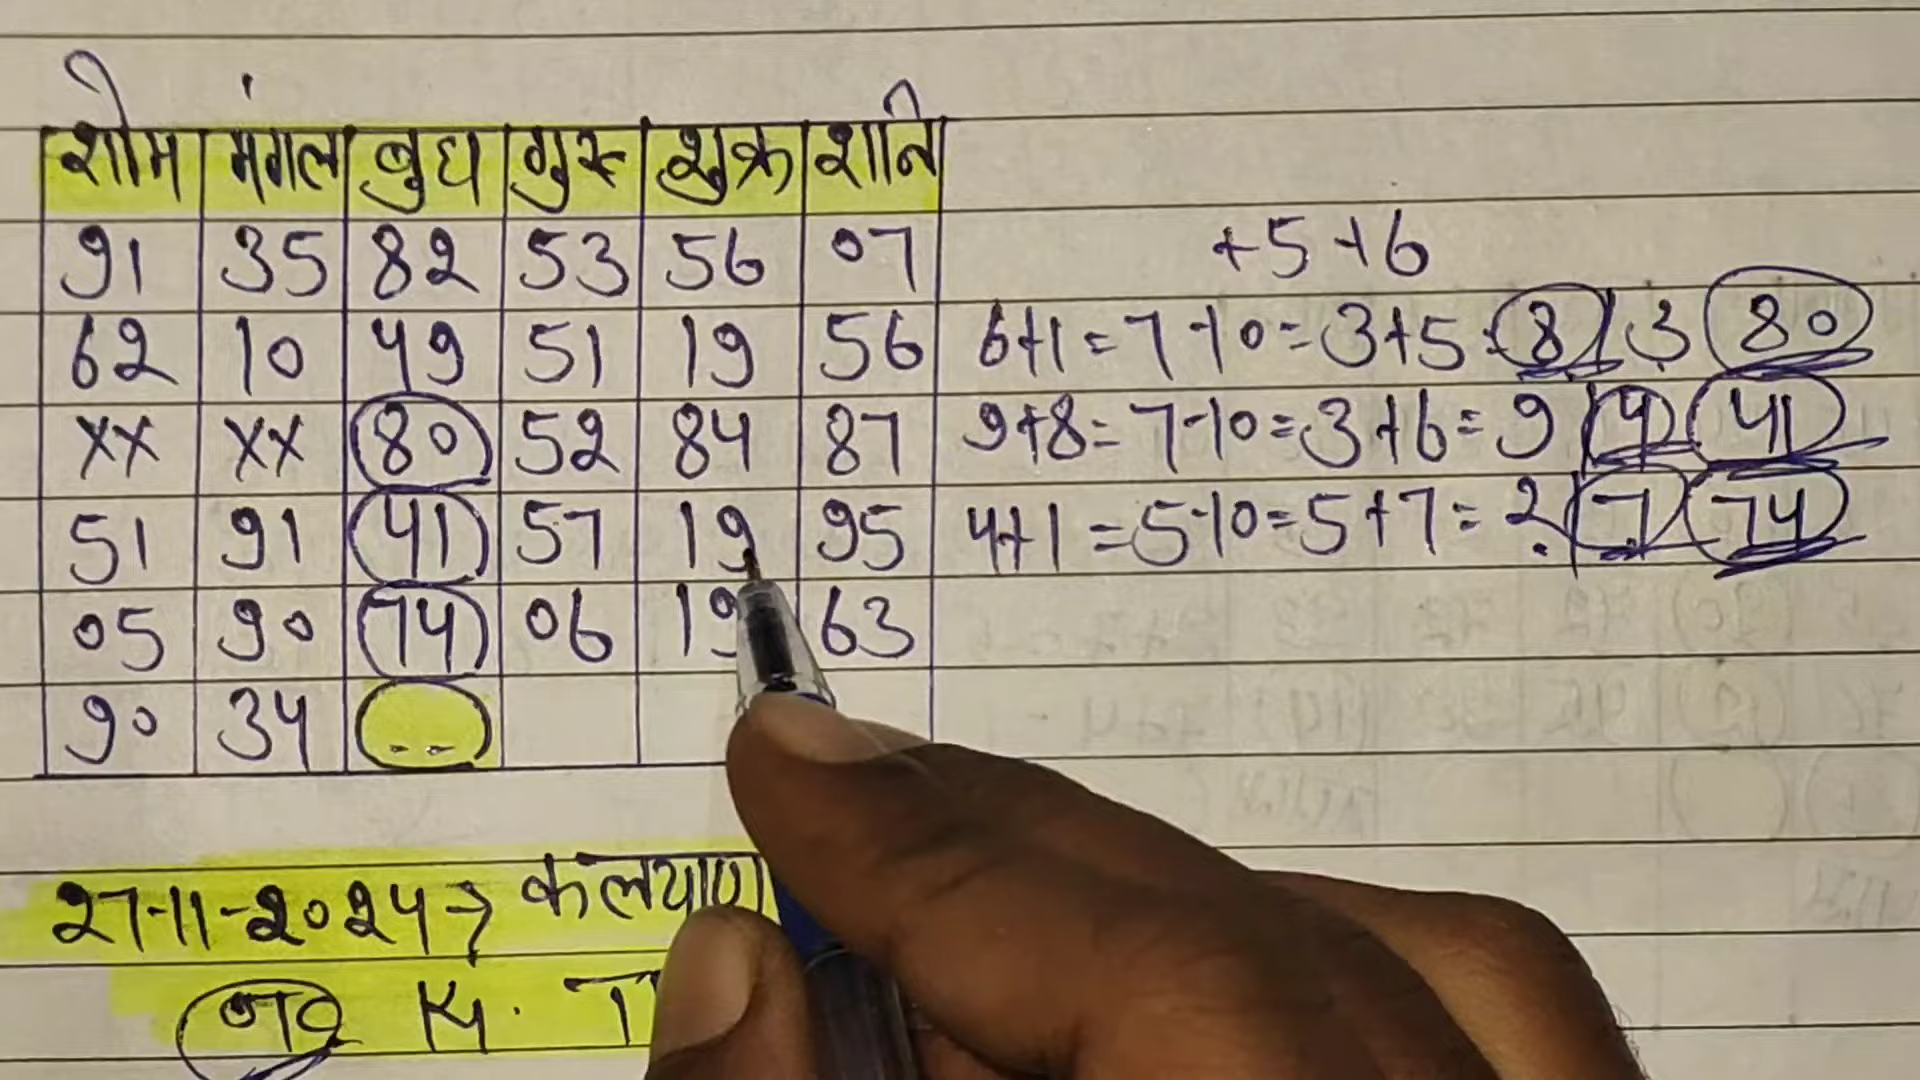 शोम मंगल बुध गुरू शुक्र शनि
91 35 82 53 56 07
+5+6
62 10 49 51 19 56 6+1=7-10=3+5=8/3 80
xx xx 80 52 84 87 9+8=7-10=3+6=9/4 41
51 91 41 57 19 95 4+1=5-10=5+7=2/7 74
05 90 74 06 19 63
90 34 --
27-11-2024→ कलयाण